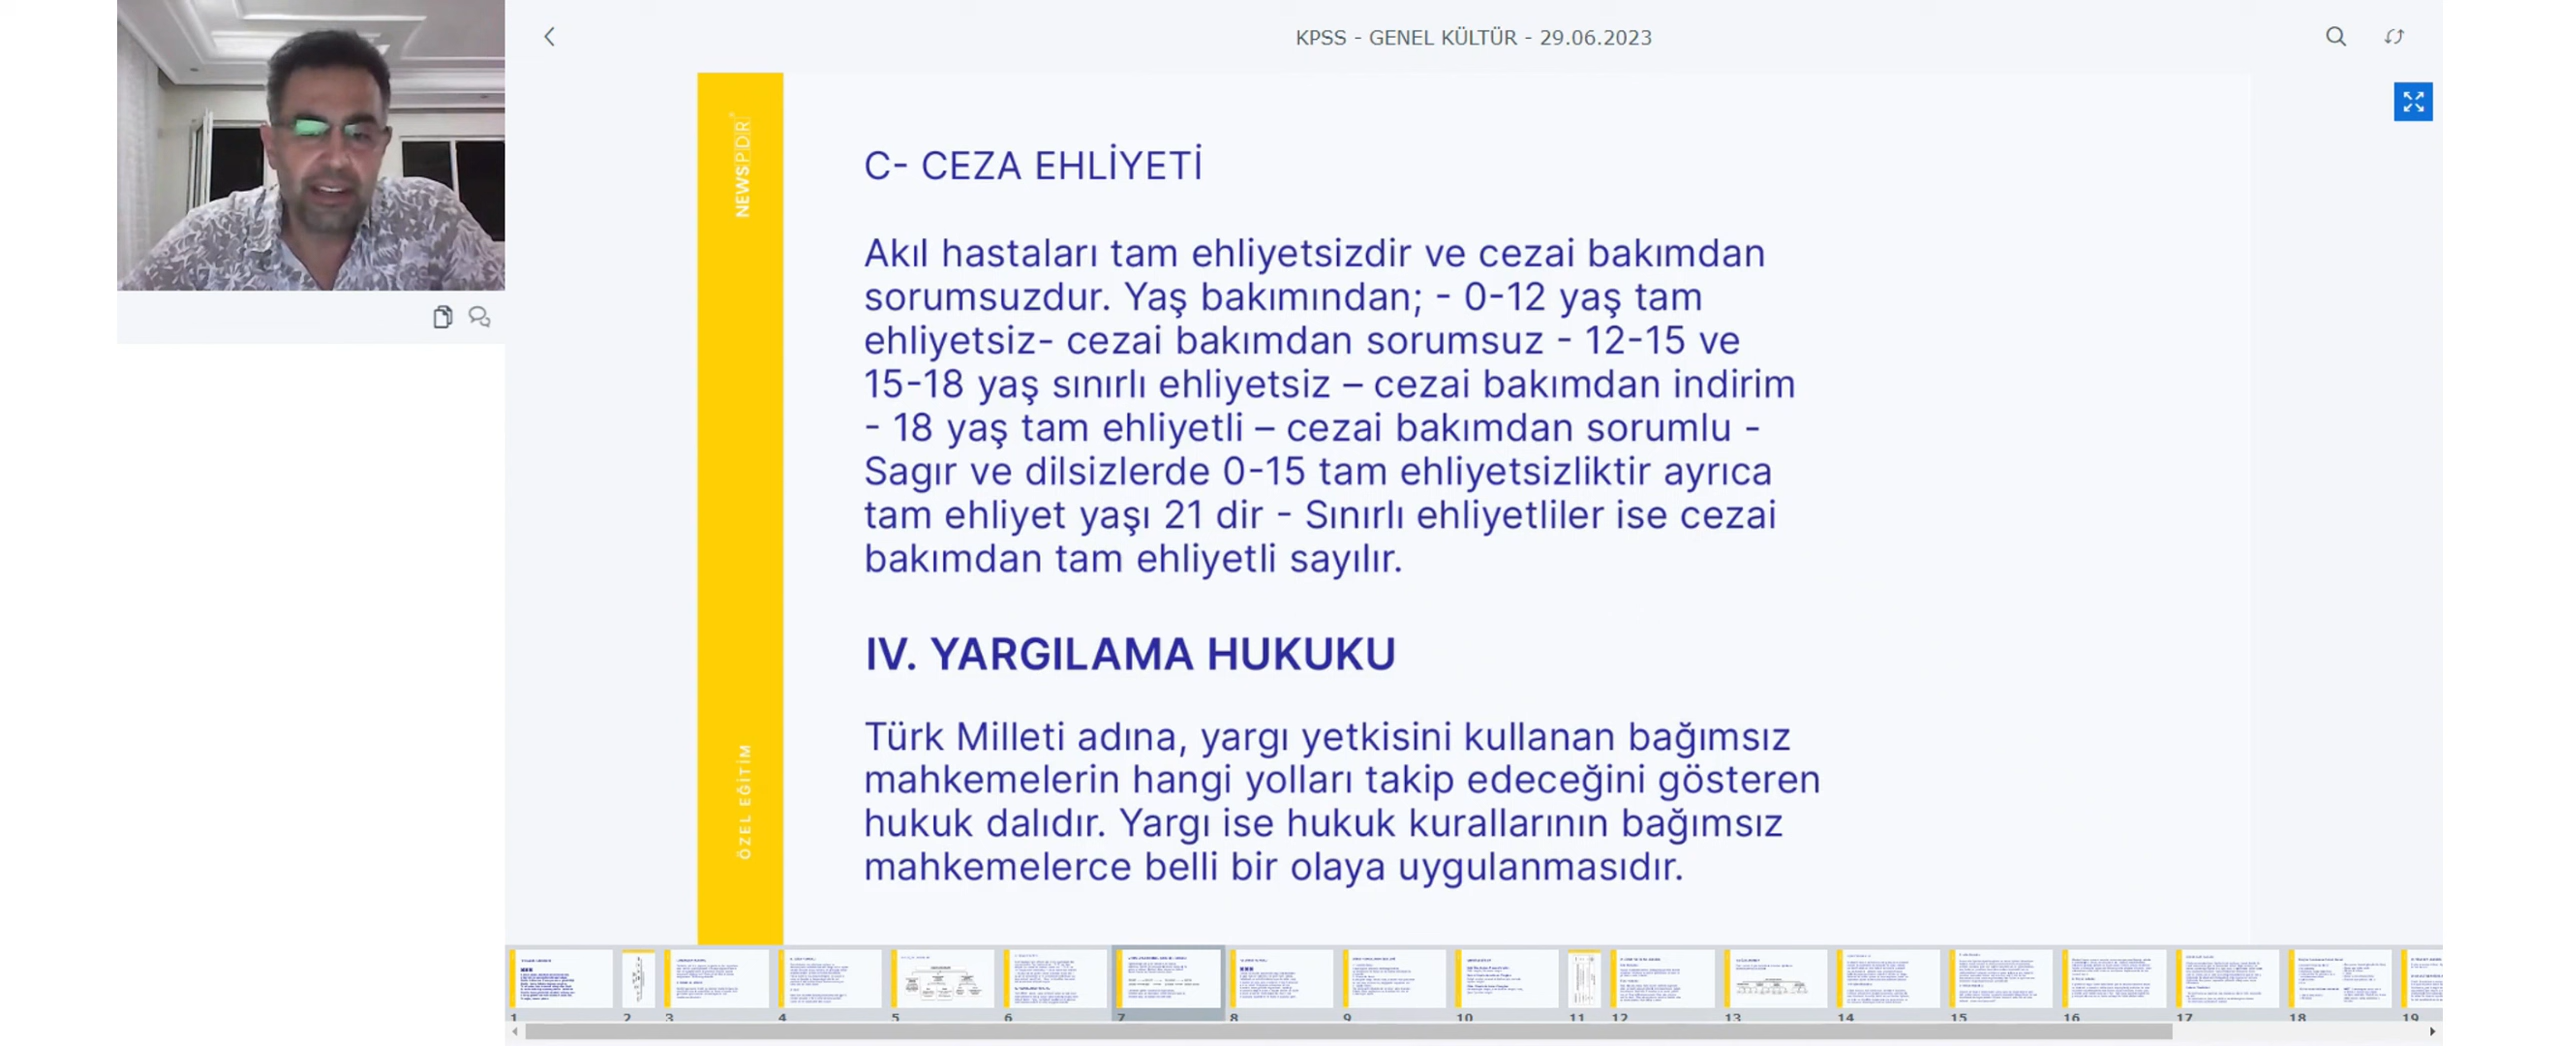 KPSS - GENEL KÜLTÜR - 29.06.2023
NEWSPDR
ÖZEL EĞİTİM
C- CEZA EHLİYETİ
Akıl hastaları tam ehliyetsizdir ve cezai bakımdan
sorumsuzdur. Yaş bakımından; - 0-12 yaş tam
ehliyetsiz- cezai bakımdan sorumsuz - 12-15 ve
15-18 yaş sınırlı ehliyetsiz – cezai bakımdan indirim
- 18 yaş tam ehliyetli – cezai bakımdan sorumlu -
Sagır ve dilsizlerde 0-15 tam ehliyetsizliktir ayrıca
tam ehliyet yaşı 21 dir - Sınırlı ehliyetliler ise cezai
bakımdan tam ehliyetli sayılır.
IV. YARGILAMA HUKUKU
Türk Milleti adına, yargı yetkisini kullanan bağımsız
mahkemelerin hangi yolları takip edeceğini gösteren
hukuk dalıdır. Yargı ise hukuk kurallarının bağımsız
mahkemelerce belli bir olaya uygulanmasıdır.
1 2 3 4 5 6 7 8 9 10 11 12 13 14 15 16 17 18 19